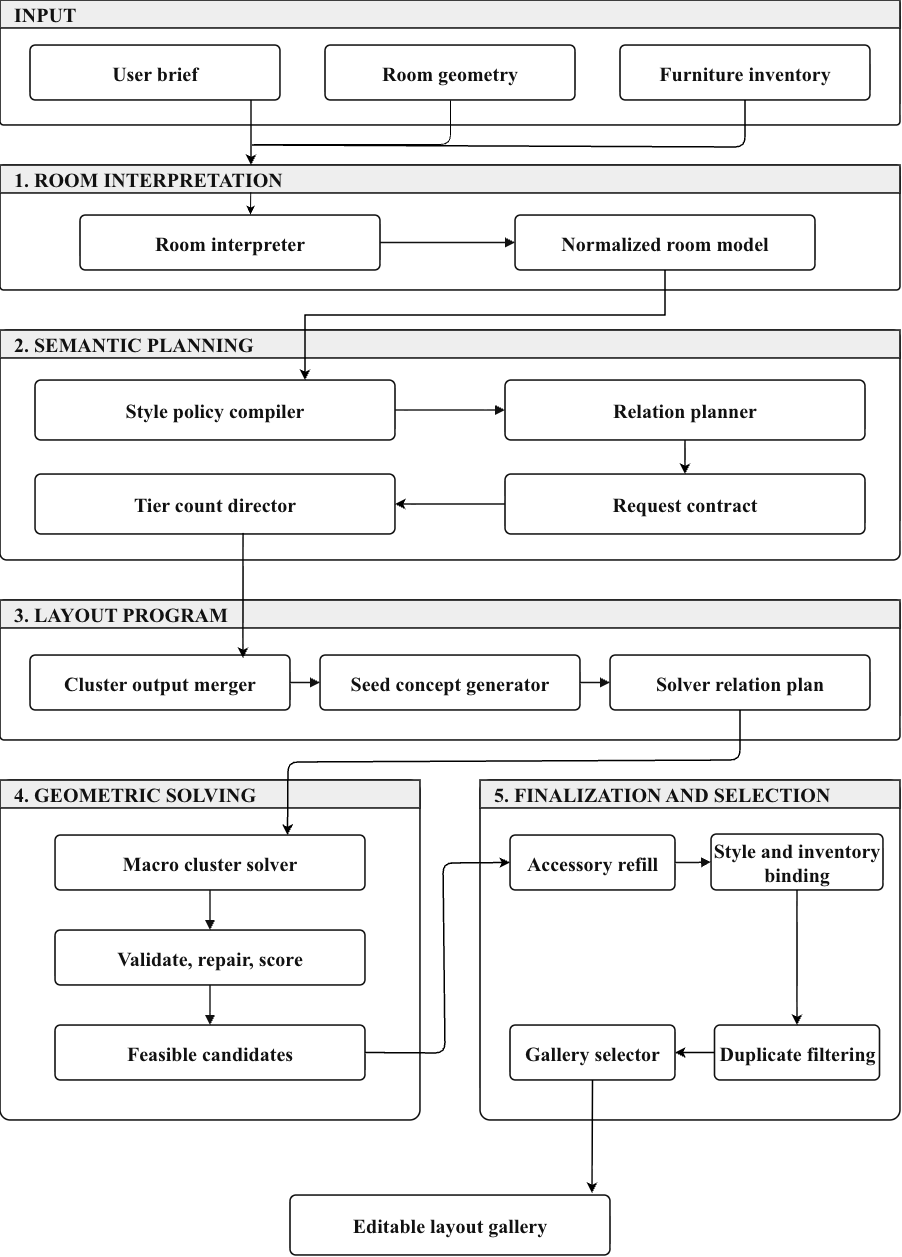 INPUT
User brief
Room geometry
Furniture inventory
1. ROOM INTERPRETATION
Room interpreter
Normalized room model
2. SEMANTIC PLANNING
Style policy compiler
Relation planner
Tier count director
Request contract
3. LAYOUT PROGRAM
Cluster output merger
Seed concept generator
Solver relation plan
4. GEOMETRIC SOLVING
Macro cluster solver
Validate, repair, score
Feasible candidates
5. FINALIZATION AND SELECTION
Accessory refill
Style and inventory
binding
Gallery selector
Duplicate filtering
Editable layout gallery